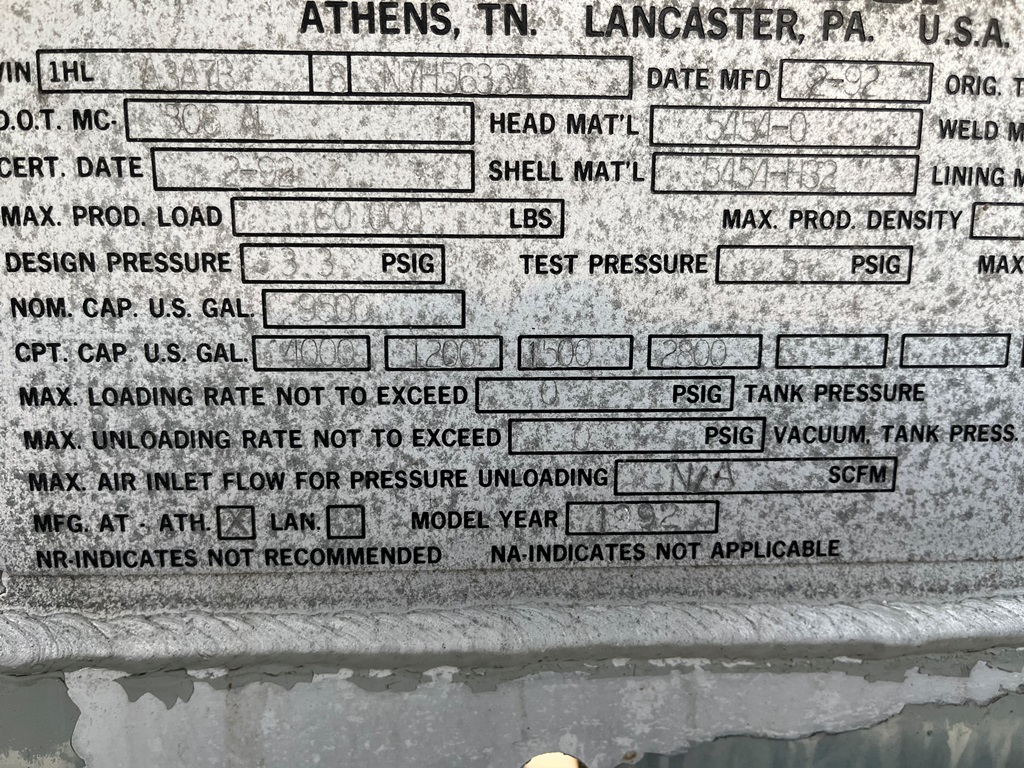 ATHENS, TN. LANCASTER, PA. U.S.A.
VIN 1HL A3A7B 8 DATE MFD 2-92 ORIG. T
D.O.T. MC- 306 AL HEAD MAT'L 5454-0 WELD M
CERT. DATE 2-92 SHELL MAT'L 5454-H32 LINING M
MAX. PROD. LOAD 60 000 LBS MAX. PROD. DENSITY
DESIGN PRESSURE 3.3 PSIG TEST PRESSURE PSIG MAX
NOM. CAP. U.S. GAL. 9500
CPT. CAP. U.S. GAL. 4000 1200 1500 2800
MAX. LOADING RATE NOT TO EXCEED 0 PSIG TANK PRESSURE
MAX. UNLOADING RATE NOT TO EXCEED 0 PSIG VACUUM, TANK PRESS.
MAX. AIR INLET FLOW FOR PRESSURE UNLOADING N/A SCFM
MFG. AT - ATH. X LAN. MODEL YEAR 1992
NR-INDICATES NOT RECOMMENDED NA-INDICATES NOT APPLICABLE